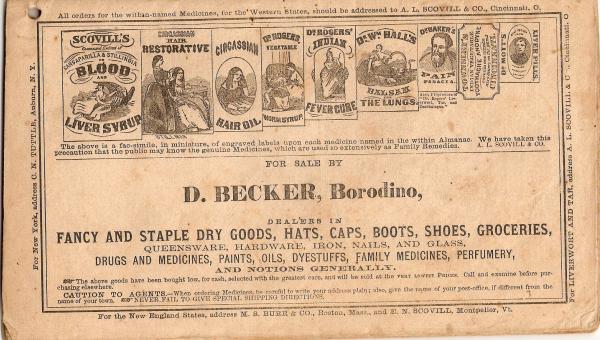 All orders for the within-named Medicines, for the Western States, should be addressed to A. L. SCOVILL & CO., Cincinnati, O.
SCOVILL'S
SARSAPARILLA & STILLINGIA
OR
BLOOD
AND
LIVER SYRUP
CIRCASSIAN
HAIR
RESTORATIVE
CIRCASSIAN
HAIR OIL
DR. ROGERS'
VEGETABLE
WORM SYRUP
DR. ROGERS'
INDIAN
FEVER CURE
DR. WM. HALL'S
BALSAM
FOR
THE LUNGS.
DR. BAKER'S
PAIN
PANACEA.
LIVER PILLS
The above is a fac-simile, in miniature, of engraved labels upon each medicine named in the within Almanac. We have taken this
precaution that the public may know the genuine Medicines, which are used so extensively as Family Remedies. A. L. SCOVILL & CO.
FOR SALE BY
D. BECKER, Borodino,
DEALERS IN
FANCY AND STAPLE DRY GOODS, HATS, CAPS, BOOTS, SHOES, GROCERIES,
QUEENSWARE, HARDWARE, IRON, NAILS, AND GLASS,
DRUGS AND MEDICINES, PAINTS, OILS, DYESTUFFS, FAMILY MEDICINES, PERFUMERY,
AND NOTIONS GENERALLY.
The above goods have been bought low, for cash, selected with the greatest care, and will be sold at the VERY LOWEST PRICES. Call and examine before pur-
chasing elsewhere.
CAUTION TO AGENTS.—When ordering Medicines, be careful to write your address plain; also, give the name of your post-office, if different from the
name of your town. NEVER FAIL TO GIVE SPECIAL SHIPPING DIRECTIONS.
For the New England States, address M. S. BURR & CO., Boston, Mass., and E. N. SCOVILL, Montpelier, Vt.
For New York, address C. N. TUTTLE, Auburn, N. Y.
For LIVERWORT AND TAR, address A. L. SCOVILL & C°—Cincinnati O